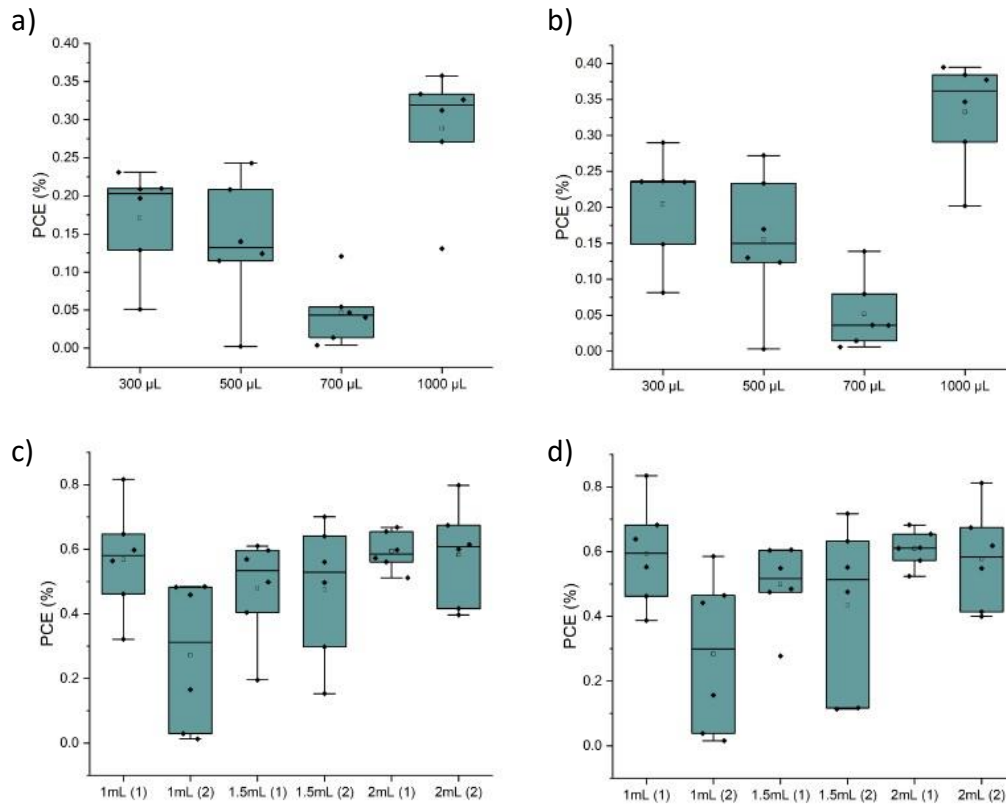 a)
0.40
0.35
0.30
0.25
0.20
0.15
0.10
0.05
0.00
PCE (%)
300 µL 500 µL 700 µL 1000 µL
b)
0.40
0.35
0.30
0.25
0.20
0.15
0.10
0.05
0.00
PCE (%)
300 µL 500 µL 700 µL 1000 µL
c)
0.8
0.6
0.4
0.2
0.0
PCE (%)
1mL (1) 1mL (2) 1.5mL (1) 1.5mL (2) 2mL (1) 2mL (2)
d)
0.8
0.6
0.4
0.2
0.0
PCE (%)
1mL (1) 1mL (2) 1.5mL (1) 1.5mL (2) 2mL (1) 2mL (2)